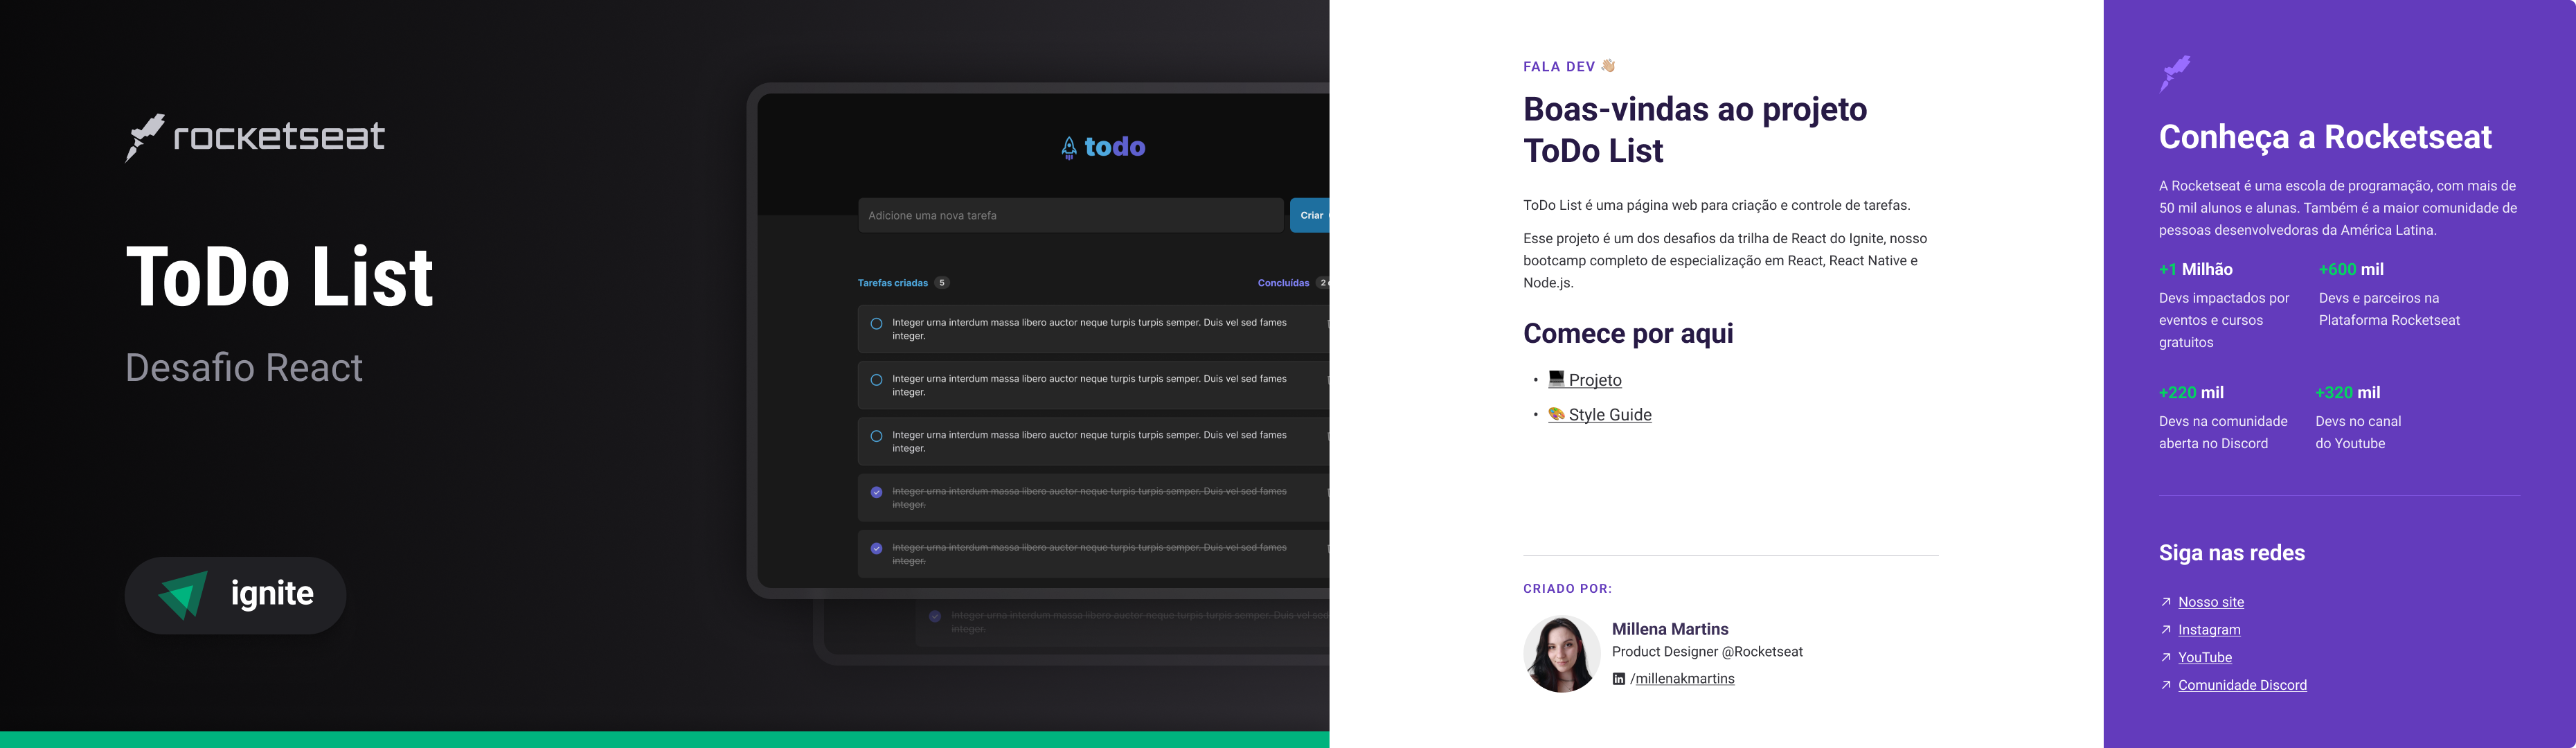 rocketseat
ToDo List
Desafio React
ignite
todo
Adicione uma nova tarefa
Criar
Tarefas criadas 5
Concluídas 2
Integer urna interdum massa libero auctor neque turpis turpis semper. Duis vel sed fames
integer.
Integer urna interdum massa libero auctor neque turpis turpis semper. Duis vel sed fames
integer.
Integer urna interdum massa libero auctor neque turpis turpis semper. Duis vel sed fames
integer.
Integer urna interdum massa libero auctor neque turpis turpis semper. Duis vel sed fames
integer.
Integer urna interdum massa libero auctor neque turpis turpis semper. Duis vel sed fames
integer.
Integer urna interdum massa libero auctor neque turpis turpis semper. Duis vel sed
integer.
FALA DEV 👋🏼
Boas-vindas ao projeto
ToDo List
ToDo List é uma página web para criação e controle de tarefas.
Esse projeto é um dos desafios da trilha de React do Ignite, nosso
bootcamp completo de especialização em React, React Native e
Node.js.
Comece por aqui
• 💻 Projeto
• 🎨 Style Guide
CRIADO POR:
Millena Martins
Product Designer @Rocketseat
/millenakmartins
Conheça a Rocketseat
A Rocketseat é uma escola de programação, com mais de
50 mil alunos e alunas. Também é a maior comunidade de
pessoas desenvolvedoras da América Latina.
+1 Milhão
Devs impactados por
eventos e cursos
gratuitos
+600 mil
Devs e parceiros na
Plataforma Rocketseat
+220 mil
Devs na comunidade
aberta no Discord
+320 mil
Devs no canal
do Youtube
Siga nas redes
Nosso site
Instagram
YouTube
Comunidade Discord